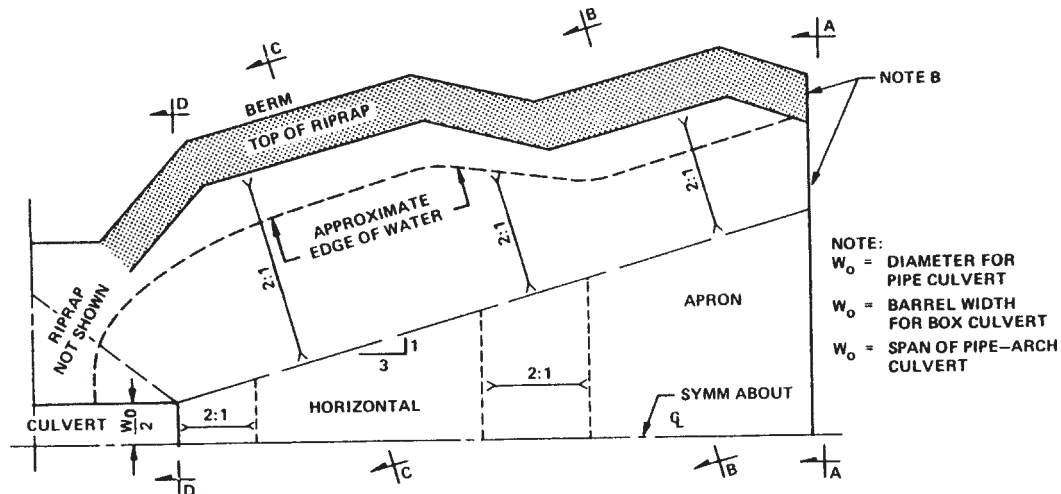 A
B
C
D
NOTE B
BERM
TOP OF RIPRAP
2:1
2:1
2:1
APPROXIMATE
EDGE OF WATER
RIPRAP
NOT SHOWN
NOTE:
W₀ = DIAMETER FOR
PIPE CULVERT
W₀ = BARREL WIDTH
FOR BOX CULVERT
W₀ = SPAN OF PIPE–ARCH
CULVERT
APRON
1
3
2:1
2:1
HORIZONTAL
SYMM ABOUT
℄
CULVERT
W₀
2
D
C
B
A